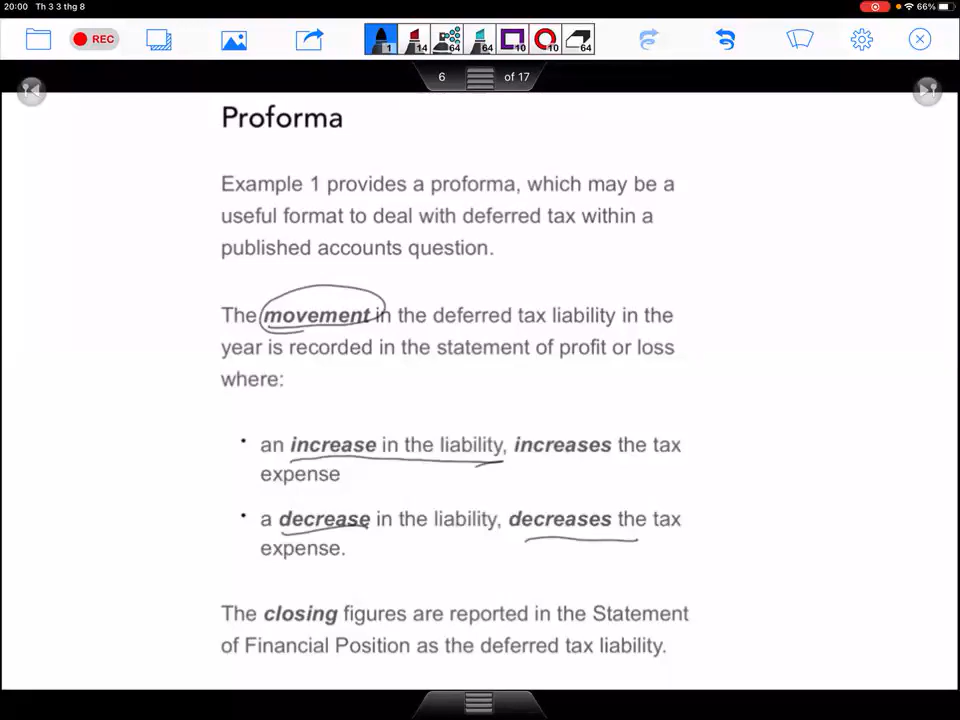 20:00 Th 3 3 thg 8
66%
REC
1
14
64
64
10
10
64
6 of 17
Proforma
Example 1 provides a proforma, which may be a
useful format to deal with deferred tax within a
published accounts question.
The movement in the deferred tax liability in the
year is recorded in the statement of profit or loss
where:
• an increase in the liability, increases the tax
expense
• a decrease in the liability, decreases the tax
expense.
The closing figures are reported in the Statement
of Financial Position as the deferred tax liability.